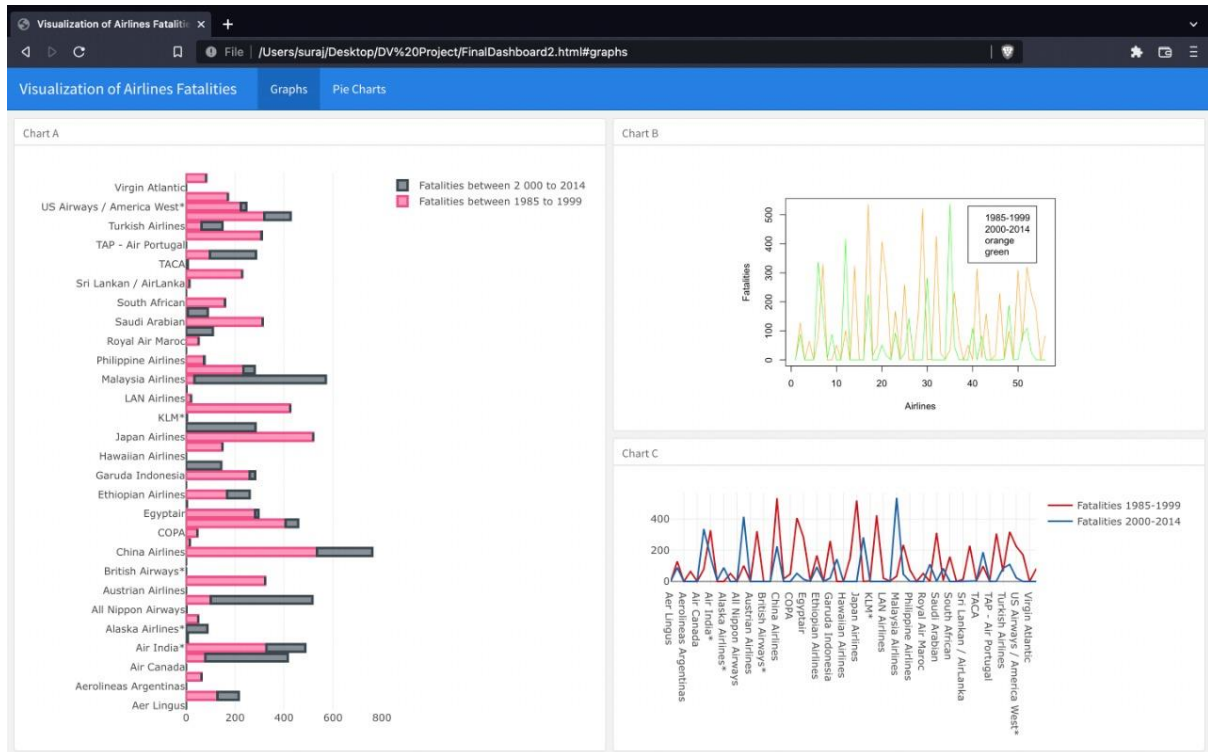 Visualization of Airlines Fataliti
File /Users/suraj/Desktop/DV%20Project/FinalDashboard2.html#graphs
Visualization of Airlines Fatalities Graphs Pie Charts
Chart A
Virgin Atlantic
US Airways / America West*
Turkish Airlines
TAP - Air Portugal
TACA
Sri Lankan / AirLanka
South African
Saudi Arabian
Royal Air Maroc
Philippine Airlines
Malaysia Airlines
LAN Airlines
KLM*
Japan Airlines
Hawaiian Airlines
Garuda Indonesia
Ethiopian Airlines
Egyptair
COPA
China Airlines
British Airways*
Austrian Airlines
All Nippon Airways
Alaska Airlines*
Air India*
Air Canada
Aerolineas Argentinas
Aer Lingus
0 200 400 600 800
Fatalities between 2 000 to 2014
Fatalities between 1985 to 1999
Chart B
Fatalities
500
400
300
200
100
0
0 10 20 30 40 50
Airlines
1985-1999
2000-2014
orange
green
Chart C
400
200
0
Fatalities 1985-1999
Fatalities 2000-2014
Aer Lingus
Aerolineas Argentinas
Air Canada
Air India*
Alaska Airlines*
All Nippon Airways
Austrian Airlines
British Airways*
China Airlines
COPA
Egyptair
Ethiopian Airlines
Garuda Indonesia
Hawaiian Airlines
Japan Airlines
KLM*
LAN Airlines
Malaysia Airlines
Philippine Airlines
Royal Air Maroc
Saudi Arabian
South African
Sri Lankan / AirLanka
TACA
TAP - Air Portugal
Turkish Airlines
US Airways / America West*
Virgin Atlantic